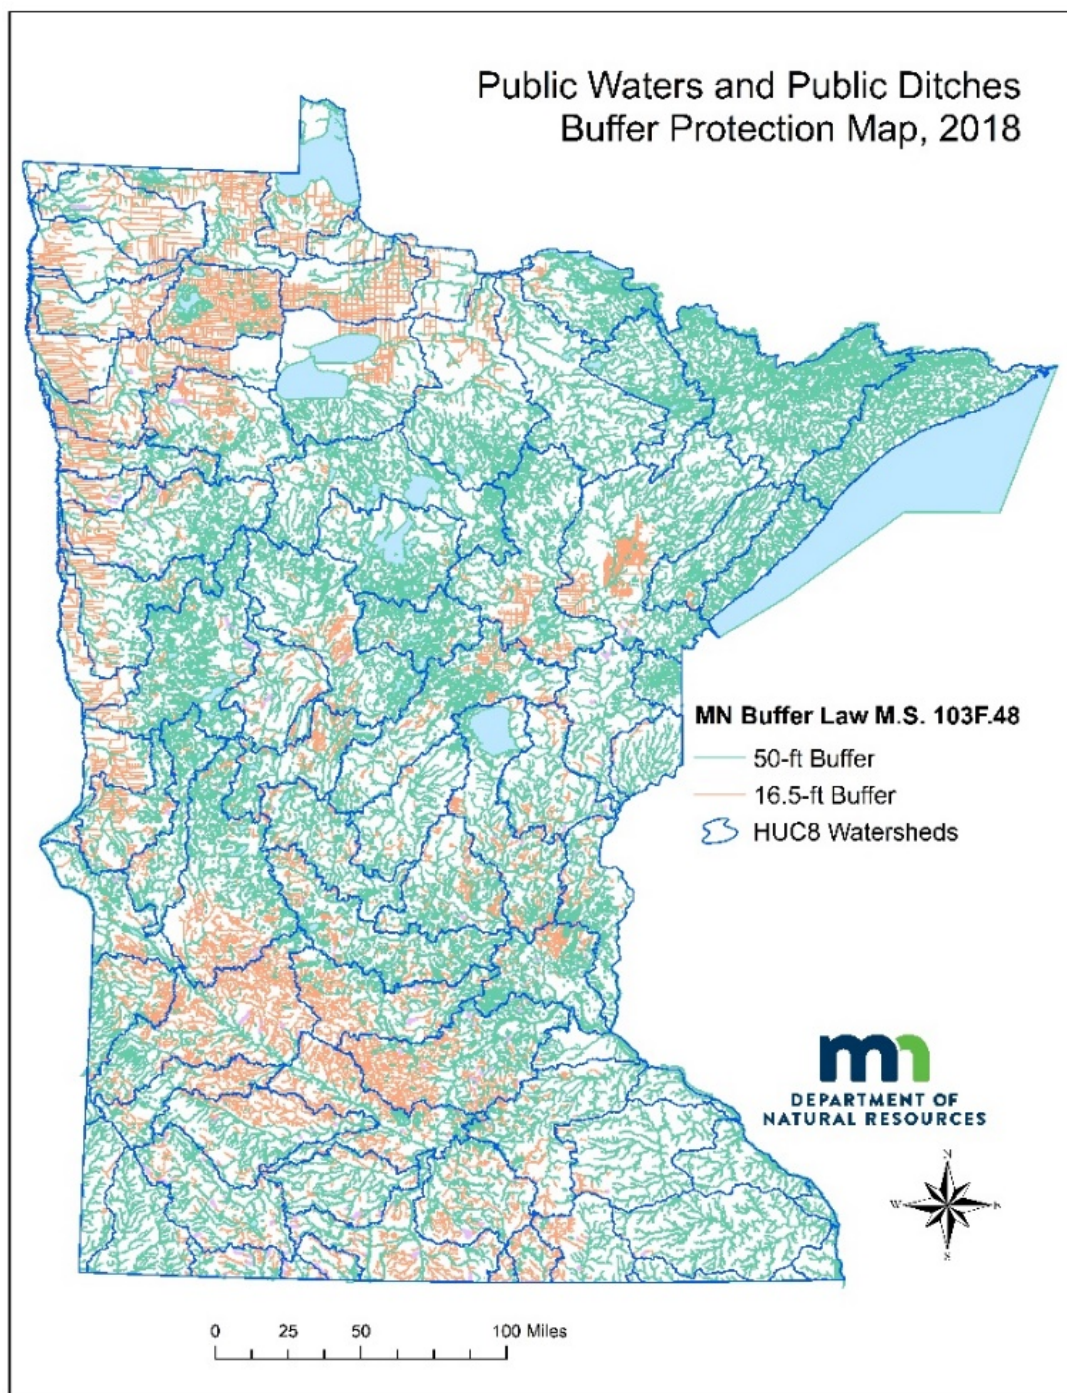 Public Waters and Public Ditches
Buffer Protection Map, 2018
MN Buffer Law M.S. 103F.48
50-ft Buffer
16.5-ft Buffer
HUC8 Watersheds
mn
DEPARTMENT OF
NATURAL RESOURCES
N
W
S
0 25 50 100 Miles